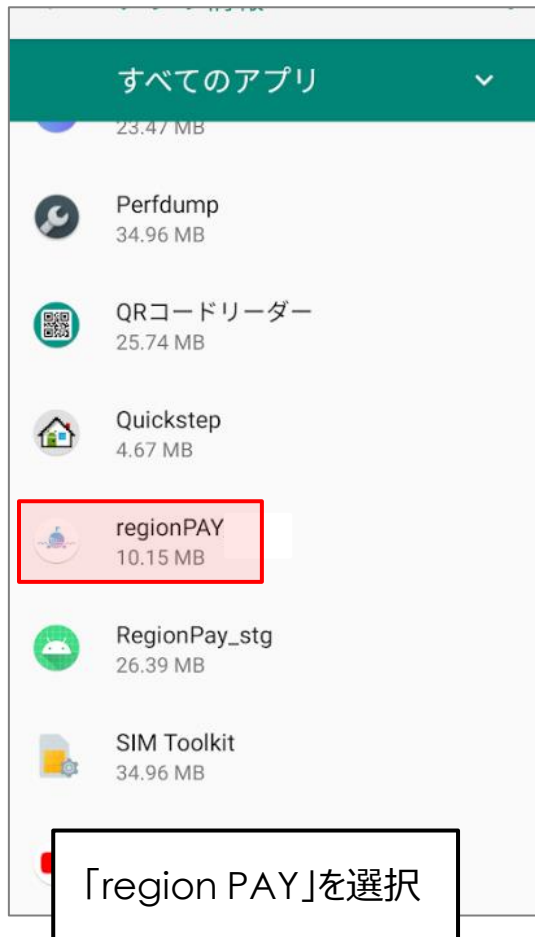 すべてのアプリ
23.47 MB
Perfdump
34.96 MB
QRコードリーダー
25.74 MB
Quickstep
4.67 MB
regionPAY
10.15 MB
RegionPay_stg
26.39 MB
SIM Toolkit
34.96 MB
「region PAY」を選択